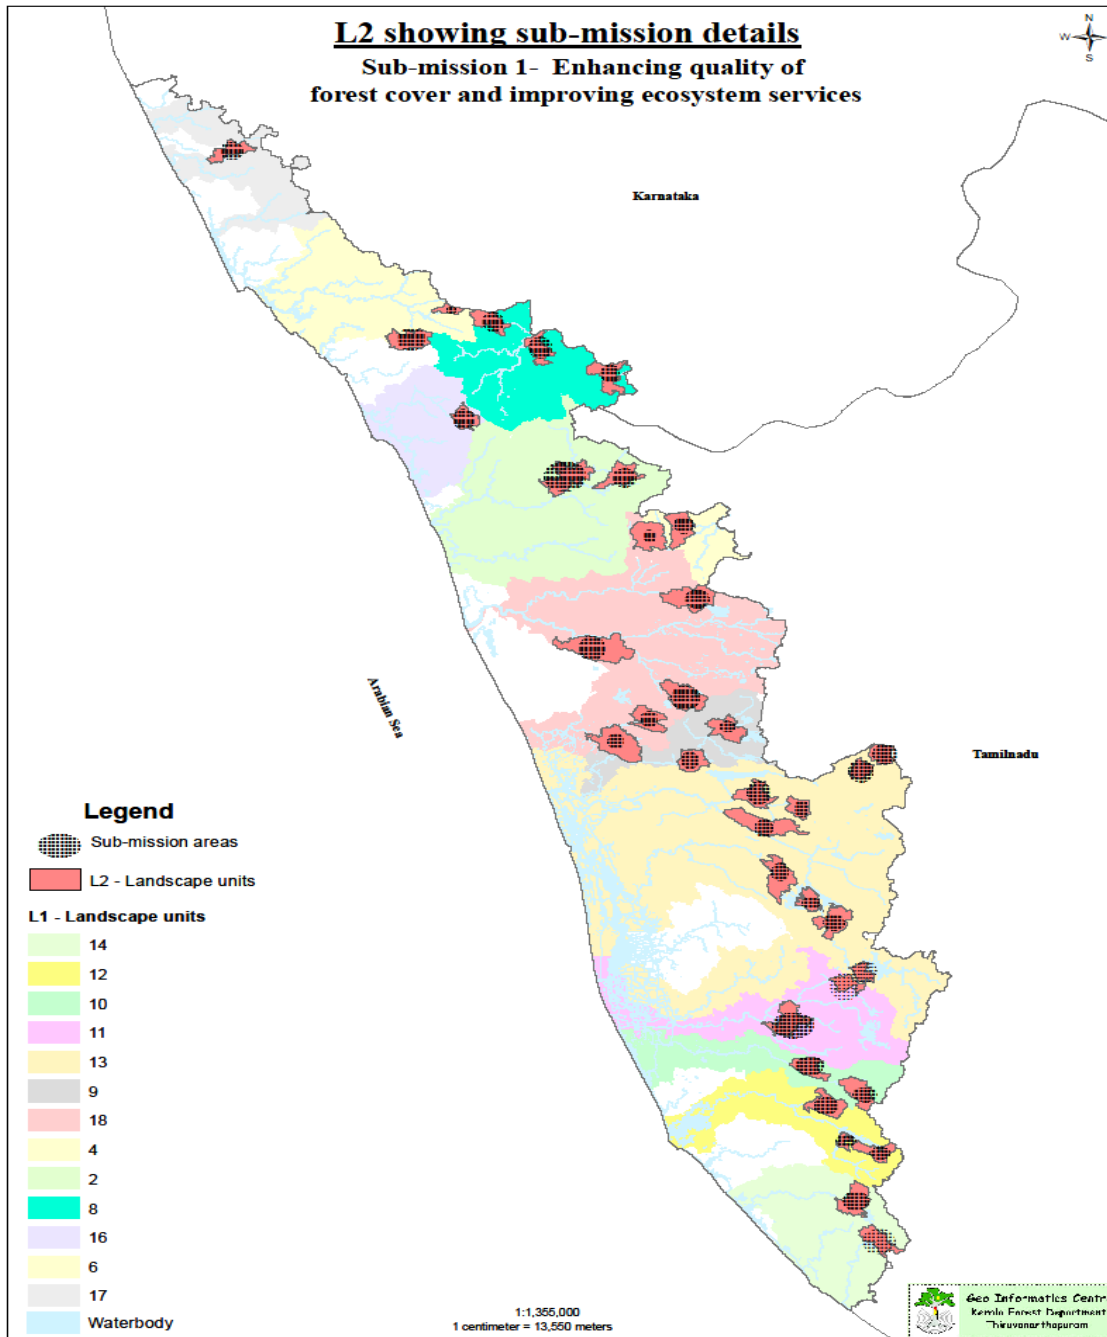 L2 showing sub-mission details
Sub-mission 1- Enhancing quality of
forest cover and improving ecosystem services
N
W
S
Karnataka
Arabian Sea
Tamilnadu
Legend
Sub-mission areas
L2 - Landscape units
L1 - Landscape units
14
12
10
11
13
9
18
4
2
8
16
6
17
Waterbody
1:1,355,000
1 centimeter = 13,550 meters
Geo Informatics Centr
Kerala Forest Department
Thiruvananthapuram